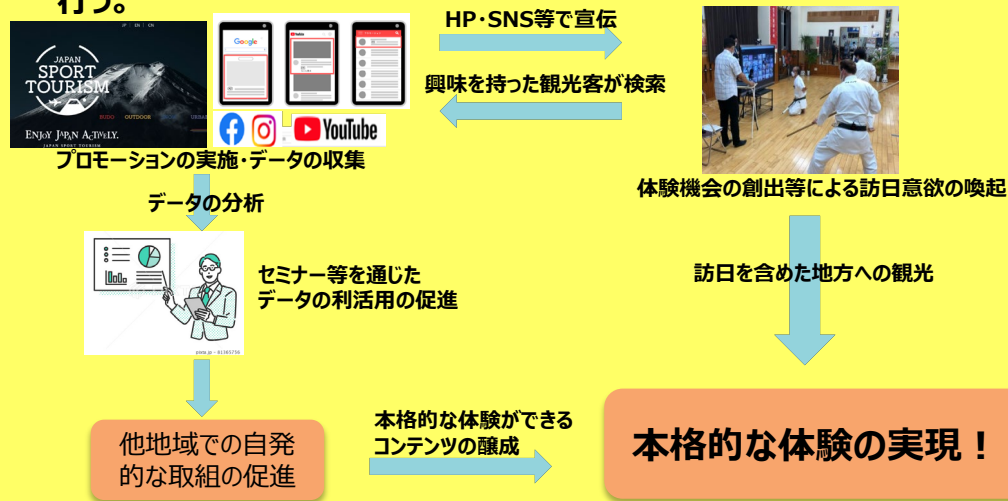 行う。
JP | EN | CN
JAPAN
SPORT
TOURISM
BUDO OUTDOOR
ENJOY JAPAN ACTIVELY.
JAPAN SPORT TOURISM
Google
YouTube
YouTube
プロモーションの実施・データの収集
HP・SNS等で宣伝
興味を持った観光客が検索
体験機会の創出等による訪日意欲の喚起
データの分析
セミナー等を通じた
データの利活用の促進
訪日を含めた地方への観光
他地域での自発
的な取組の促進
本格的な体験ができる
コンテンツの醸成
本格的な体験の実現！